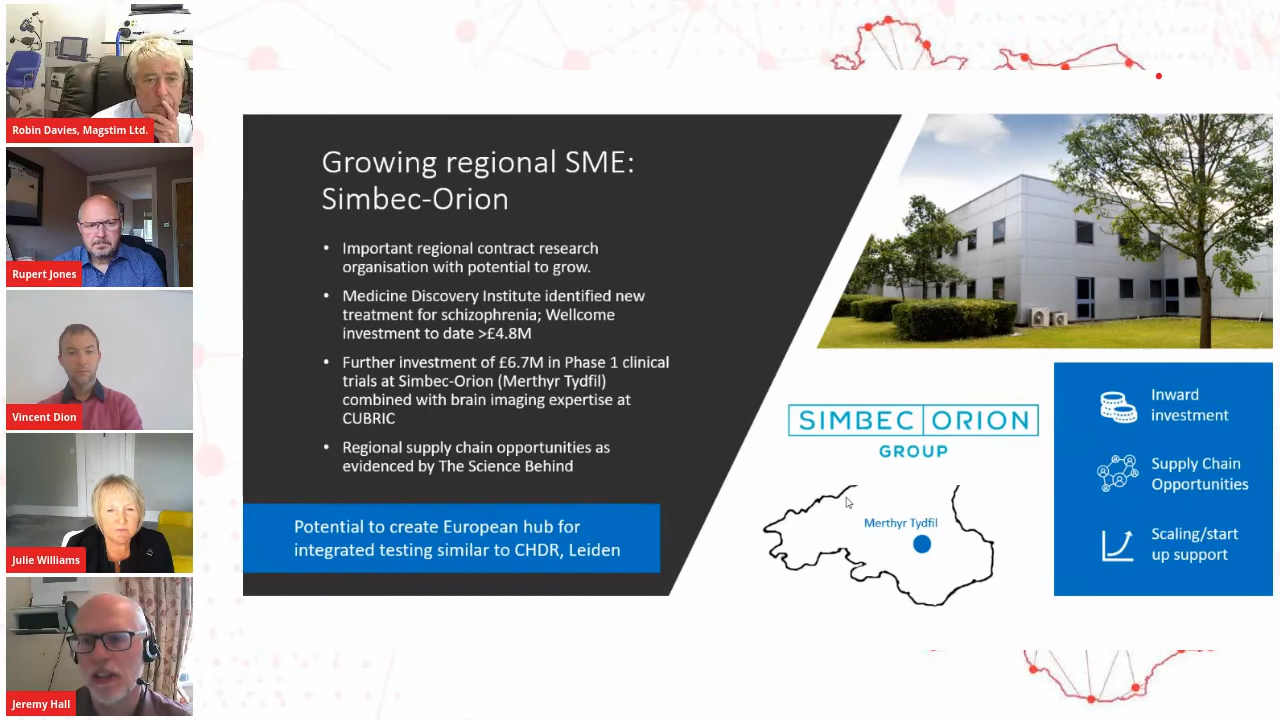 Robin Davies, Magstim Ltd.
Rupert Jones
Vincent Dion
Julie Williams
Jeremy Hall
Growing regional SME:
Simbec-Orion
• Important regional contract research
organisation with potential to grow.
• Medicine Discovery Institute identified new
treatment for schizophrenia; Wellcome
investment to date >£4.8M
• Further investment of £6.7M in Phase 1 clinical
trials at Simbec-Orion (Merthyr Tydfil)
combined with brain imaging expertise at
CUBRIC
• Regional supply chain opportunities as
evidenced by The Science Behind
Potential to create European hub for
integrated testing similar to CHDR, Leiden
SIMBEC ORION
GROUP
Merthyr Tydfil
Inward
investment
Supply Chain
Opportunities
Scaling/start
up support